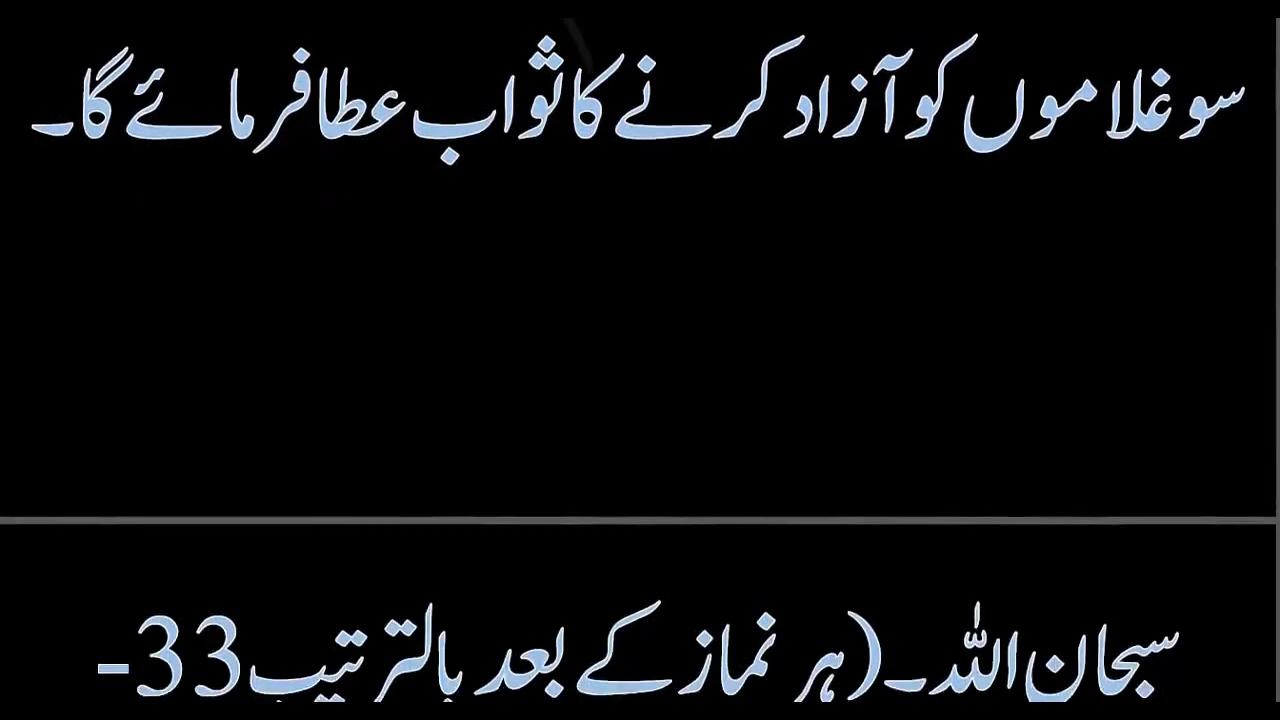 سو غلاموں کو آزاد کرنے کا ثواب عطا فرمائے گا۔
سبحان اللہ۔ (ہر نماز کے بعد بالترتیب 33-